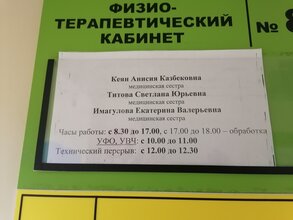 ФИЗИО-
ТЕРАПЕВТИЧЕСКИЙ
КАБИНЕТ
№
Кеян Анисия Казбековна
медицинская сестра
Титова Светлана Юрьевна
медицинская сестра
Имагулова Екатерина Валерьевна
медицинская сестра
Часы работы: с 8.30 до 17.00, с 17.00 до 18.00 – обработка
УФО, УВЧ: с 10.00 до 11.00
Технический перерыв: с 12.00 до 12.30